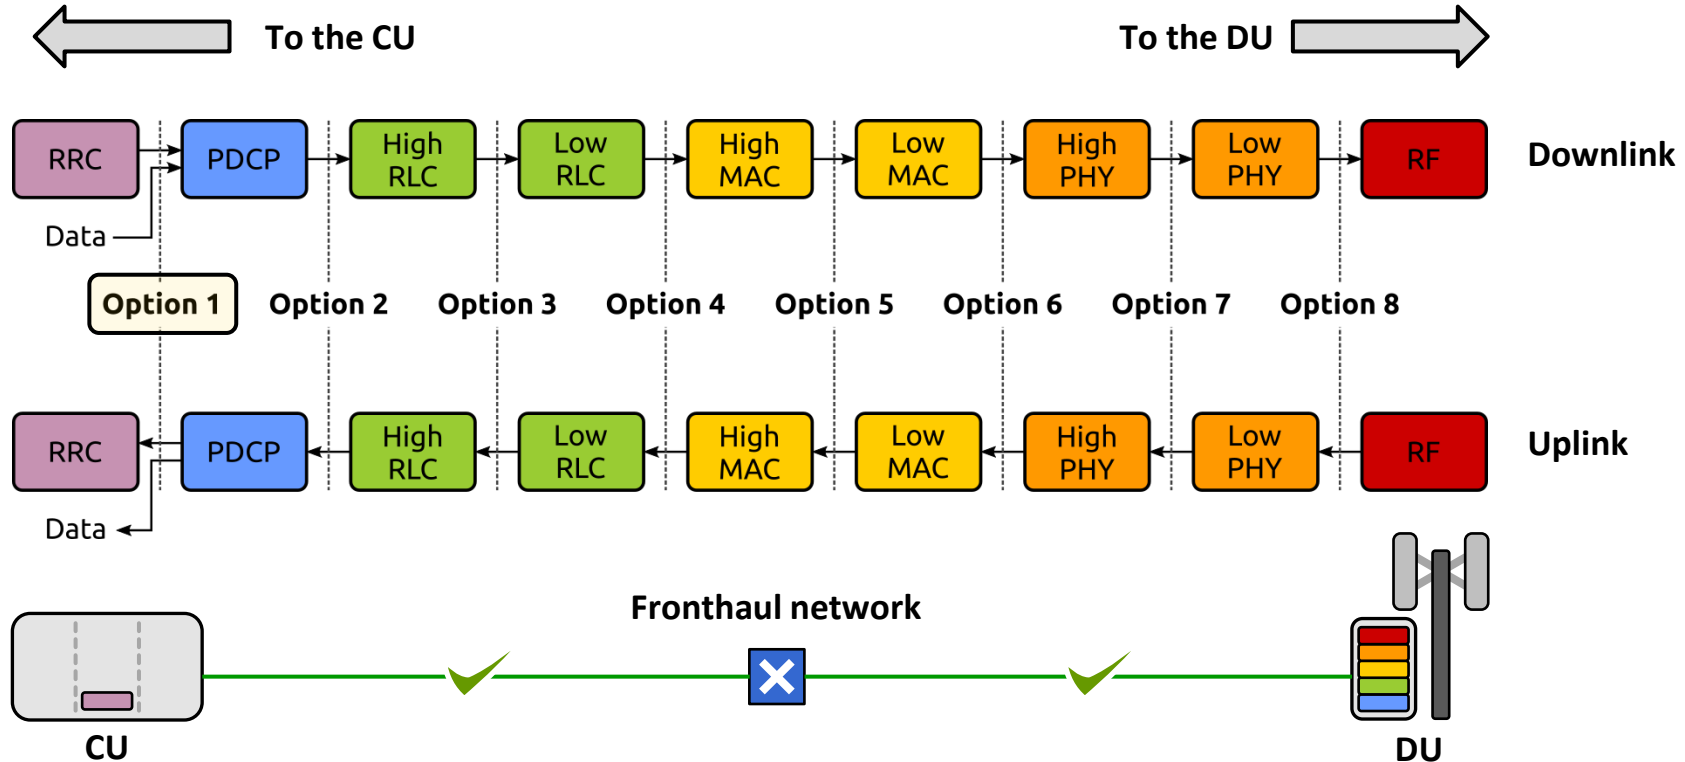 To the CU
To the DU
RRC
PDCP
High
RLC
Low
RLC
High
MAC
Low
MAC
High
PHY
Low
PHY
RF
Downlink
Data
Option 1
Option 2
Option 3
Option 4
Option 5
Option 6
Option 7
Option 8
RRC
PDCP
High
RLC
Low
RLC
High
MAC
Low
MAC
High
PHY
Low
PHY
RF
Uplink
Data
Fronthaul network
CU
DU